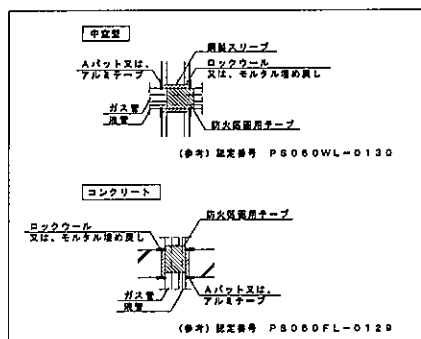 中空壁
鋼製スリーブ
Aパット又は、
アルミテープ
ロックウール
又は、モルタル埋め戻し
ガス管
液管
防火区画用テープ
(参考) 認定番号 PS060WL-0130
コンクリート
防火区画用テープ
ロックウール
又は、モルタル埋め戻し
ガス管
液管
Aパット又は、
アルミテープ
(参考) 認定番号 PS060FL-0129